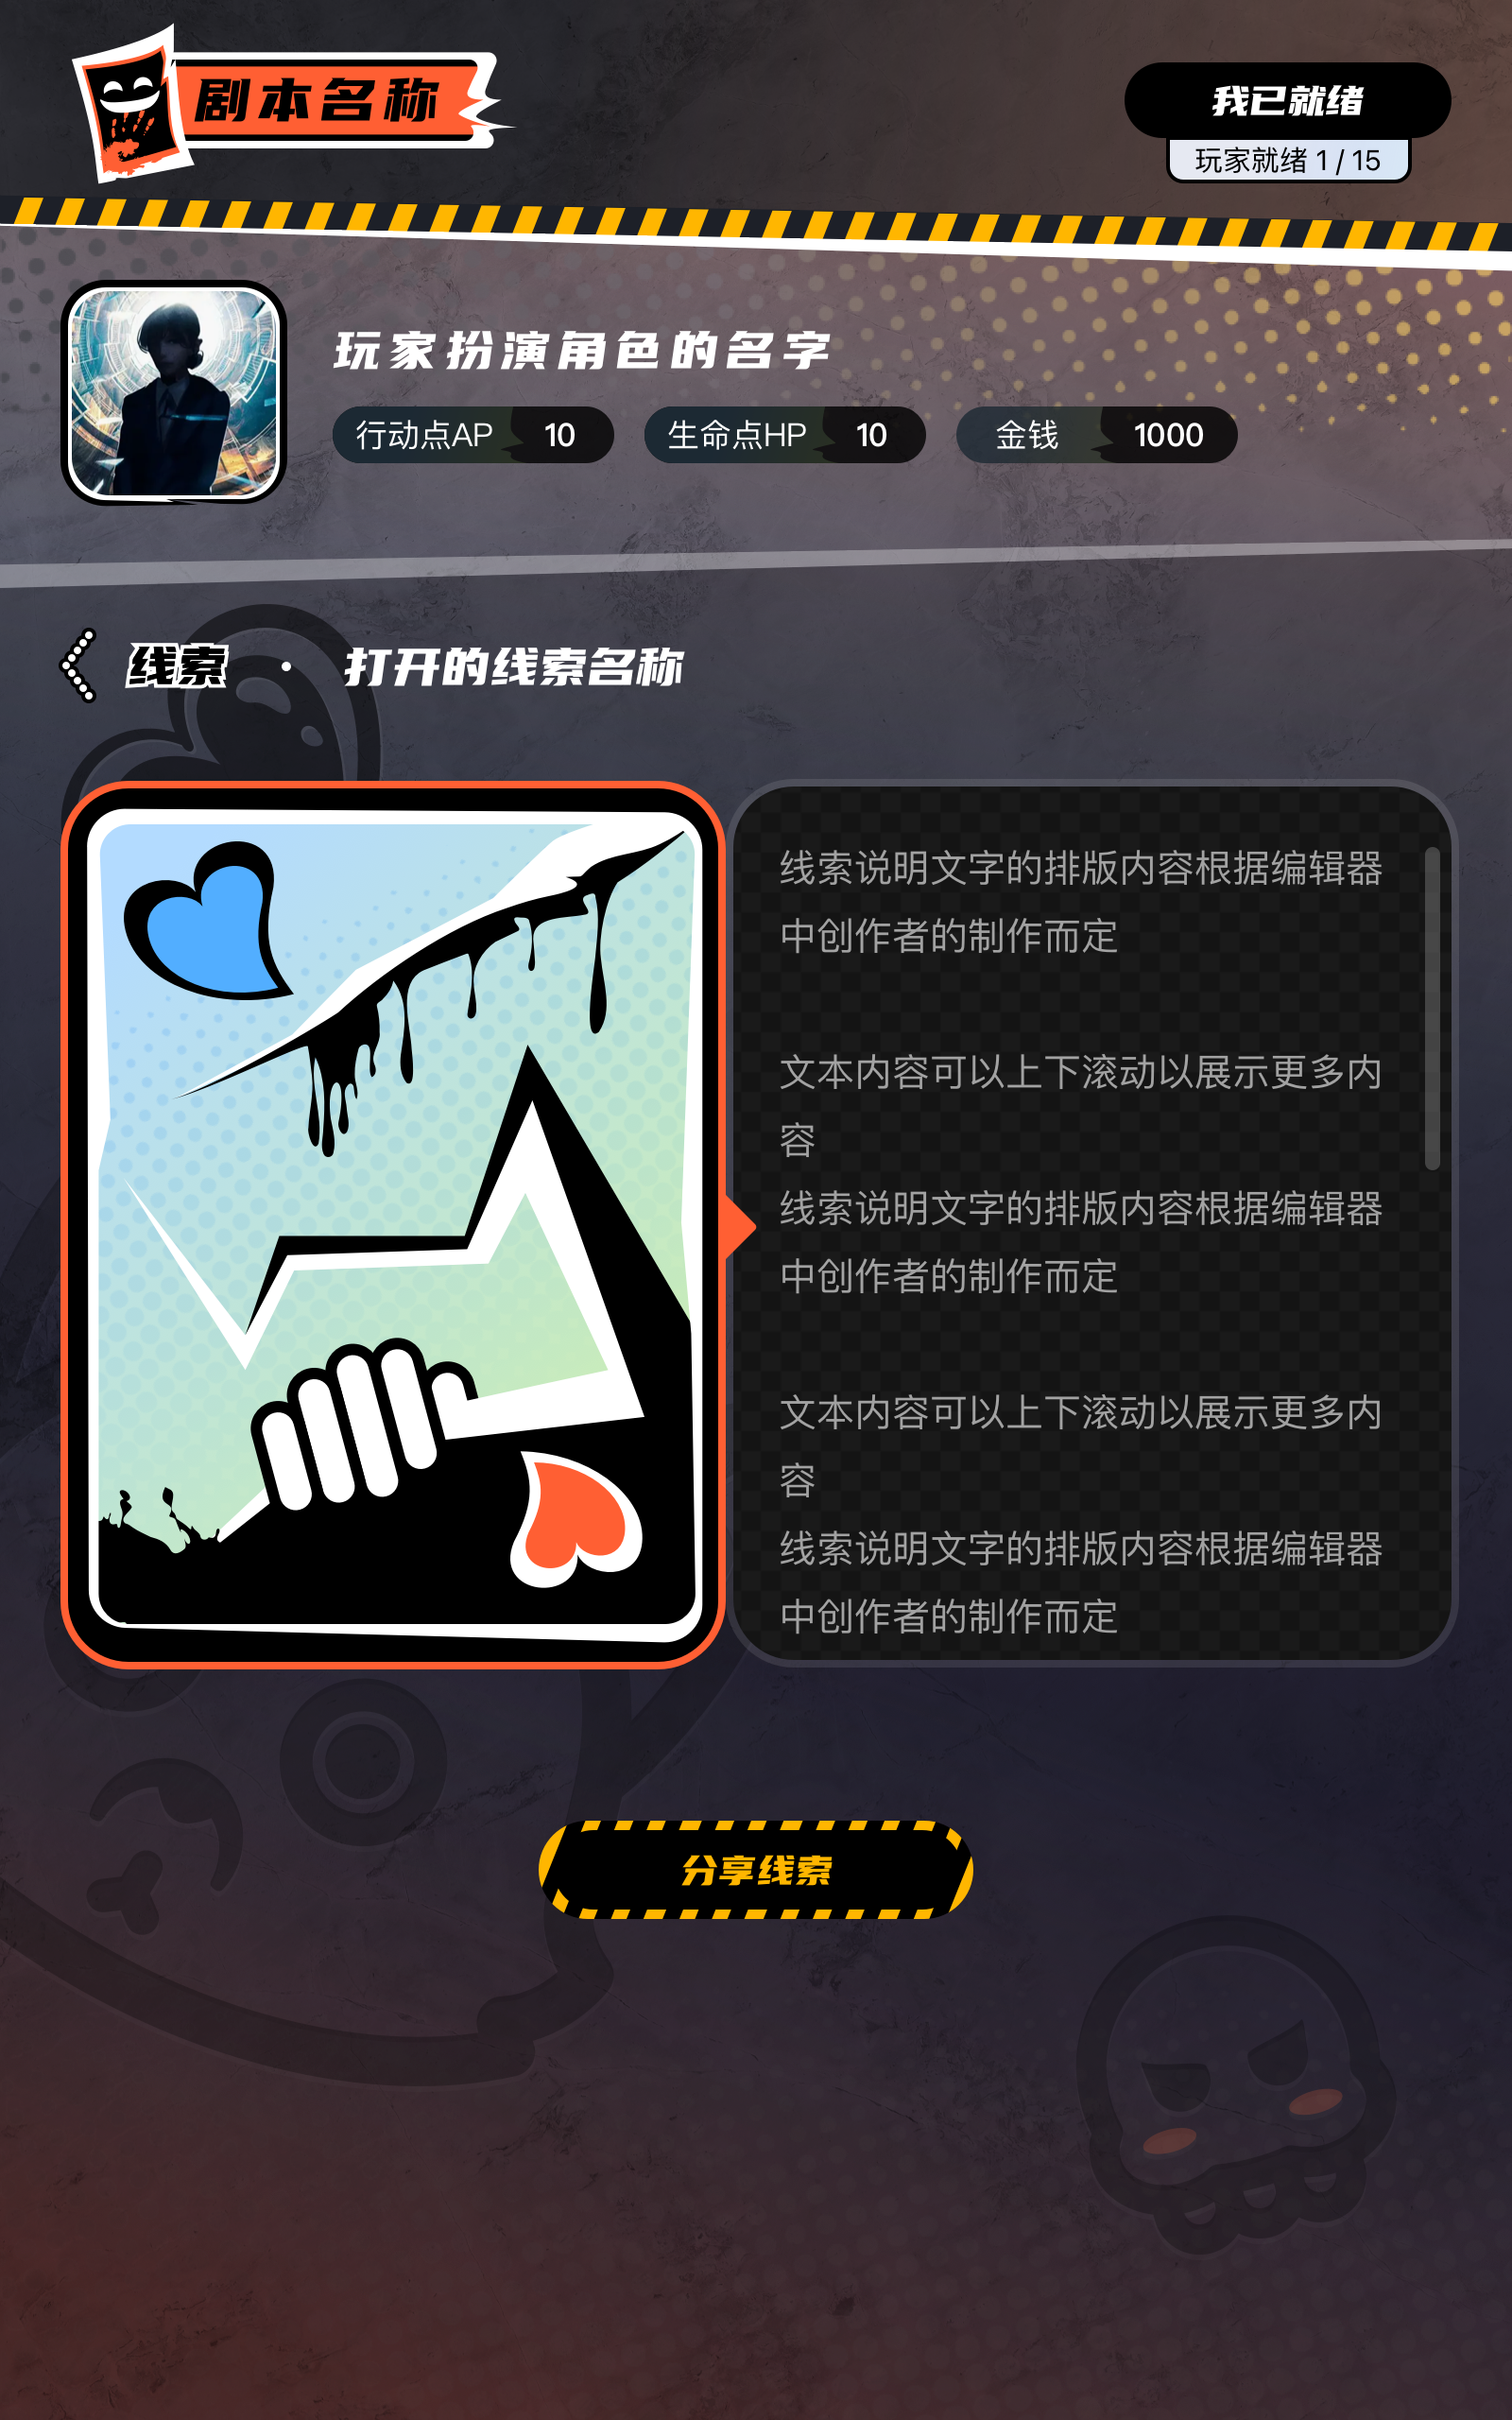 剧本名称
我已就绪
玩家就绪 1 / 15
玩家扮演角色的名字
行动点AP 10 生命点HP 10 金钱 1000
线索 · 打开的线索名称
线索说明文字的排版内容根据编辑器
中创作者的制作而定
文本内容可以上下滚动以展示更多内
容
线索说明文字的排版内容根据编辑器
中创作者的制作而定
文本内容可以上下滚动以展示更多内
容
线索说明文字的排版内容根据编辑器
中创作者的制作而定
分享线索